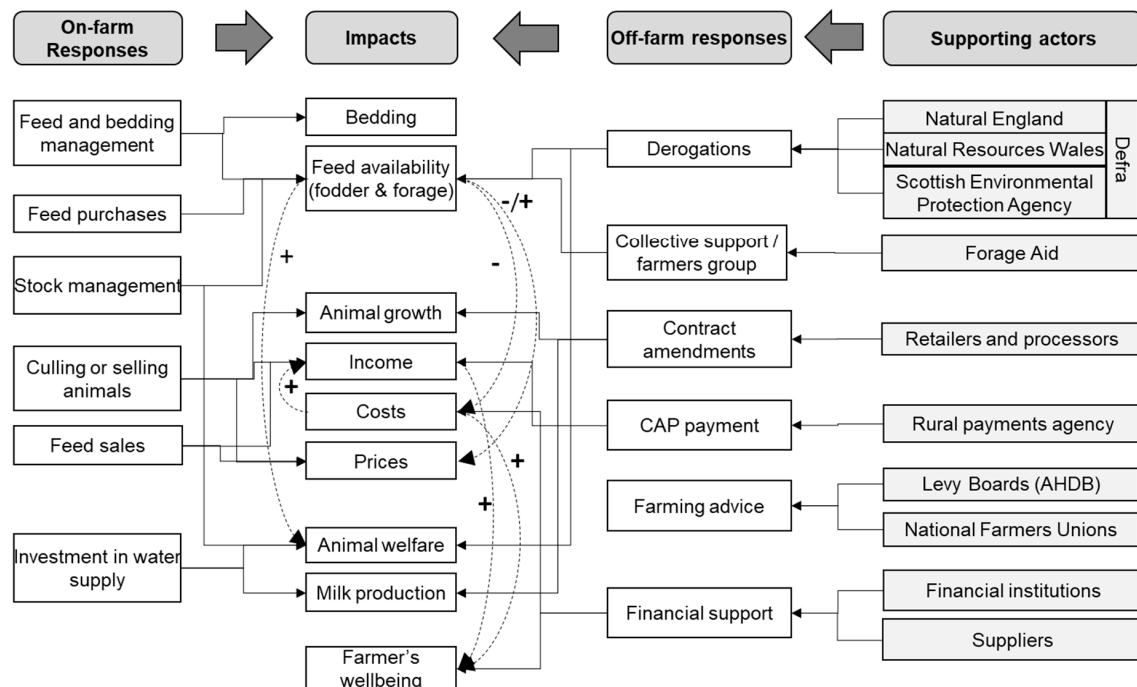 On-farm
Responses
Impacts
Off-farm responses
Supporting actors
Feed and bedding
management
Feed purchases
Stock management
Culling or selling
animals
Feed sales
Investment in water
supply
Bedding
Feed availability
(fodder & forage)
Animal growth
Income
Costs
Prices
Animal welfare
Milk production
Farmer's
wellbeing
+
-/+
-
+
+
+
Derogations
Collective support /
farmers group
Contract
amendments
CAP payment
Farming advice
Financial support
Natural England
Natural Resources Wales
Scottish Environmental
Protection Agency
Defra
Forage Aid
Retailers and processors
Rural payments agency
Levy Boards (AHDB)
National Farmers Unions
Financial institutions
Suppliers